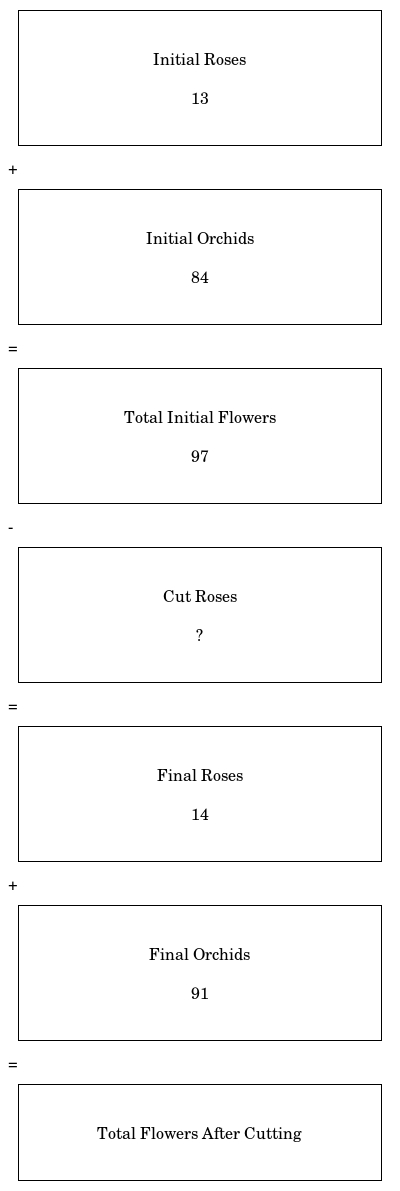 Initial Roses
13
+
Initial Orchids
84
=
Total Initial Flowers
97
-
Cut Roses
?
=
Final Roses
14
+
Final Orchids
91
=
Total Flowers After Cutting